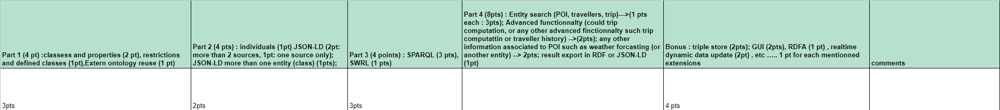 Part 1 (4 pt) :classess and properties (2 pt), restrictions
and defined classes (1pt),Extern ontology reuse (1 pt)
Part 2 (4 pts) : individuals (1pt) JSON-LD (2pt:
more than 2 sources, 1pt: one source only);
JSON-LD more than one entity (class) (1pts);
Part 3 (4 points) : SPARQL (3 pts),
SWRL (1 pts)
Part 4 (8pts) : Entity search (POI, travellers, trip)--->(1 pts
each : 3pts); Advanced functionnalty (could trip
computation, or any other advanced finctionnalty such trip
computattin or traveller history) -->(2pts); any other
information associated to POI such as weather forcasting (or
another entity) --> 2pts; result export in RDF or JSON-LD
(1pt)
Bonus : triple store (2pts); GUI (2pts), RDFA (1 pt) , realtime
dynamic data update (2pt) , etc ….. 1 pt for each mentionned
extensions
comments
3pts
2pts
3pts
4 pts